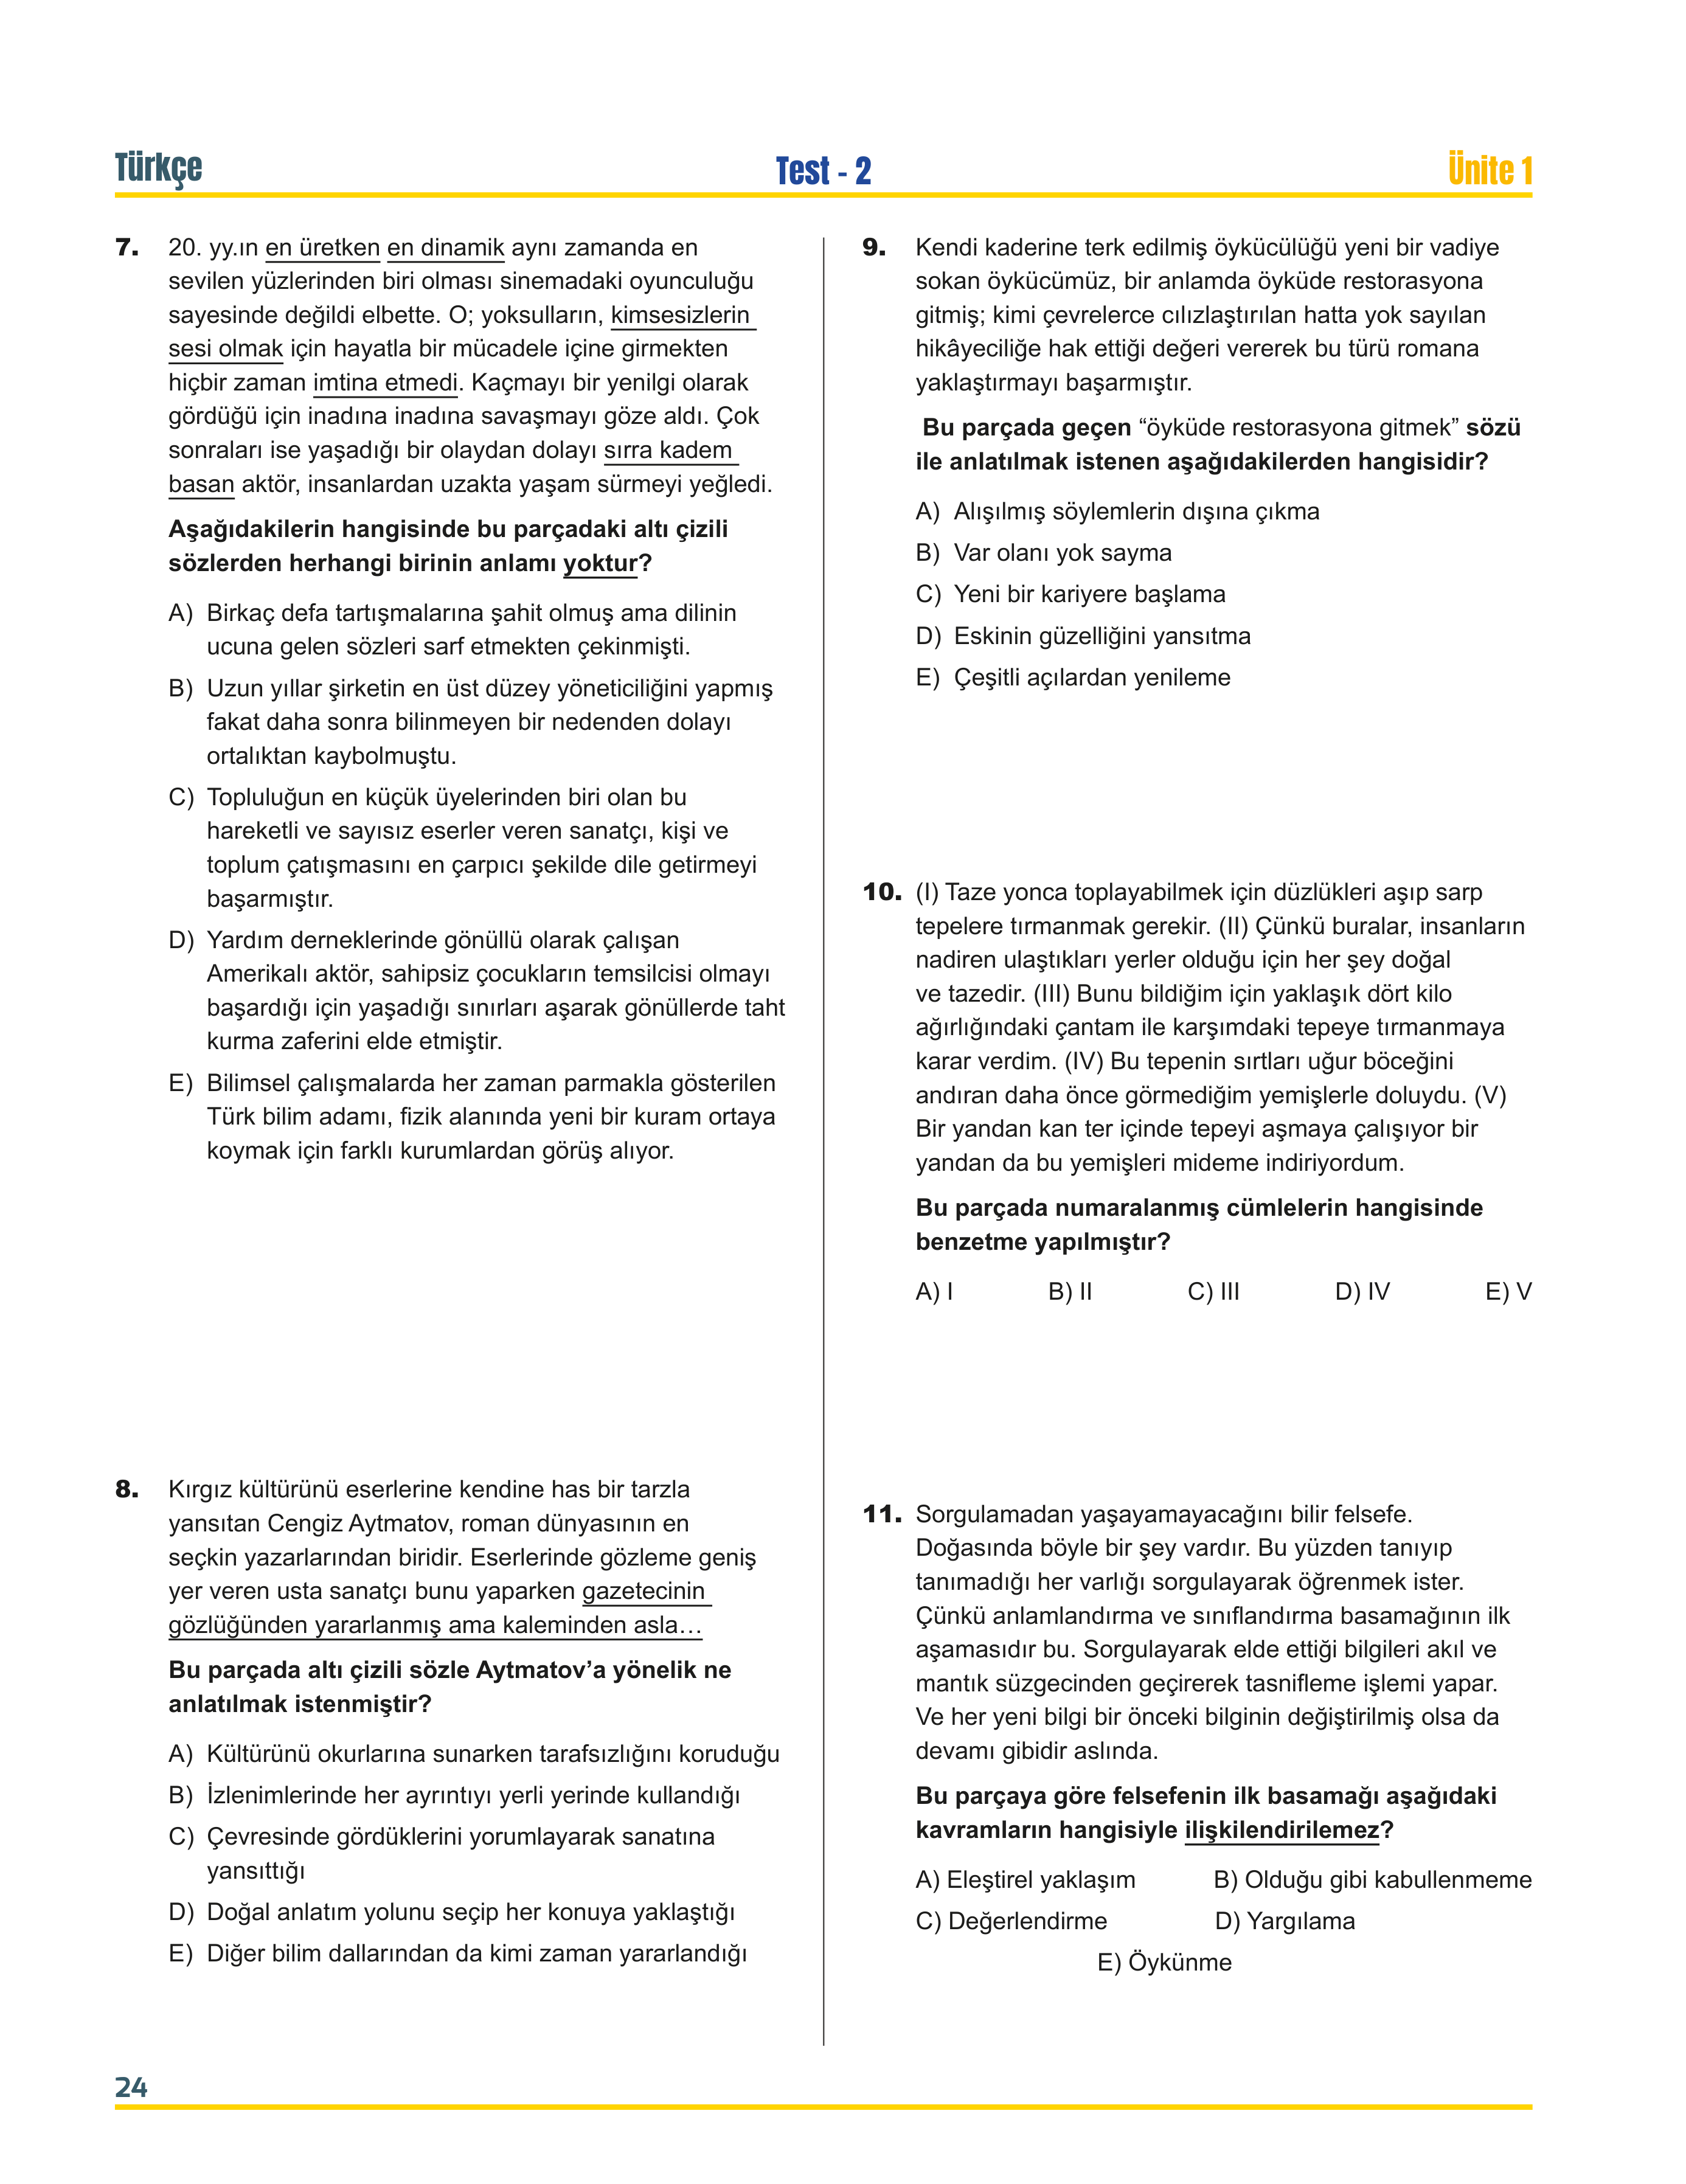 Türkçe
Test - 2
Ünite 1
7. 20. yy.ın en üretken en dinamik aynı zamanda en
sevilen yüzlerinden biri olması sinemadaki oyunculuğu
sayesinde değildi elbette. O; yoksulların, kimsesizlerin
sesi olmak için hayatla bir mücadele içine girmekten
hiçbir zaman imtina etmedi. Kaçmayı bir yenilgi olarak
gördüğü için inadına inadına savaşmayı göze aldı. Çok
sonraları ise yaşadığı bir olaydan dolayı sırra kadem
basan aktör, insanlardan uzakta yaşam sürmeyi yeğledi.
Aşağıdakilerin hangisinde bu parçadaki altı çizili
sözlerden herhangi birinin anlamı yoktur?
A) Birkaç defa tartışmalarına şahit olmuş ama dilinin
ucuna gelen sözleri sarf etmekten çekinmişti.
B) Uzun yıllar şirketin en üst düzey yöneticiliğini yapmış
fakat daha sonra bilinmeyen bir nedenden dolayı
ortalıktan kaybolmuştu.
C) Topluluğun en küçük üyelerinden biri olan bu
hareketli ve sayısız eserler veren sanatçı, kişi ve
toplum çatışmasını en çarpıcı şekilde dile getirmeyi
başarmıştır.
D) Yardım derneklerinde gönüllü olarak çalışan
Amerikalı aktör, sahipsiz çocukların temsilcisi olmayı
başardığı için yaşadığı sınırları aşarak gönüllerde taht
kurma zaferini elde etmiştir.
E) Bilimsel çalışmalarda her zaman parmakla gösterilen
Türk bilim adamı, fizik alanında yeni bir kuram ortaya
koymak için farklı kurumlardan görüş alıyor.
8. Kırgız kültürünü eserlerine kendine has bir tarzla
yansıtan Cengiz Aytmatov, roman dünyasının en
seçkin yazarlarından biridir. Eserlerinde gözleme geniş
yer veren usta sanatçı bunu yaparken gazetecinin
gözlüğünden yararlanmış ama kaleminden asla…
Bu parçada altı çizili sözle Aytmatov’a yönelik ne
anlatılmak istenmiştir?
A) Kültürünü okurlarına sunarken tarafsızlığını koruduğu
B) İzlenimlerinde her ayrıntıyı yerli yerinde kullandığı
C) Çevresinde gördüklerini yorumlayarak sanatına
yansıttığı
D) Doğal anlatım yolunu seçip her konuya yaklaştığı
E) Diğer bilim dallarından da kimi zaman yararlandığı
9. Kendi kaderine terk edilmiş öykücülüğü yeni bir vadiye
sokan öykücümüz, bir anlamda öyküde restorasyona
gitmiş; kimi çevrelerce cılızlaştırılan hatta yok sayılan
hikâyeciliğe hak ettiği değeri vererek bu türü romana
yaklaştırmayı başarmıştır.
Bu parçada geçen “öyküde restorasyona gitmek” sözü
ile anlatılmak istenen aşağıdakilerden hangisidir?
A) Alışılmış söylemlerin dışına çıkma
B) Var olanı yok sayma
C) Yeni bir kariyere başlama
D) Eskinin güzelliğini yansıtma
E) Çeşitli açılardan yenileme
10. (I) Taze yonca toplayabilmek için düzlükleri aşıp sarp
tepelere tırmanmak gerekir. (II) Çünkü buralar, insanların
nadiren ulaştıkları yerler olduğu için her şey doğal
ve tazedir. (III) Bunu bildiğim için yaklaşık dört kilo
ağırlığındaki çantam ile karşımdaki tepeye tırmanmaya
karar verdim. (IV) Bu tepenin sırtları uğur böceğini
andıran daha önce görmediğim yemişlerle doluydu. (V)
Bir yandan kan ter içinde tepeyi aşmaya çalışıyor bir
yandan da bu yemişleri mideme indiriyordum.
Bu parçada numaralanmış cümlelerin hangisinde
benzetme yapılmıştır?
A) I B) II C) III D) IV E) V
11. Sorgulamadan yaşayamayacağını bilir felsefe.
Doğasında böyle bir şey vardır. Bu yüzden tanıyıp
tanımadığı her varlığı sorgulayarak öğrenmek ister.
Çünkü anlamlandırma ve sınıflandırma basamağının ilk
aşamasıdır bu. Sorgulayarak elde ettiği bilgileri akıl ve
mantık süzgecinden geçirerek tasnifleme işlemi yapar.
Ve her yeni bilgi bir önceki bilginin değiştirilmiş olsa da
devamı gibidir aslında.
Bu parçaya göre felsefenin ilk basamağı aşağıdaki
kavramların hangisiyle ilişkilendirilemez?
A) Eleştirel yaklaşım B) Olduğu gibi kabullenmeme
C) Değerlendirme D) Yargılama
E) Öykünme
24